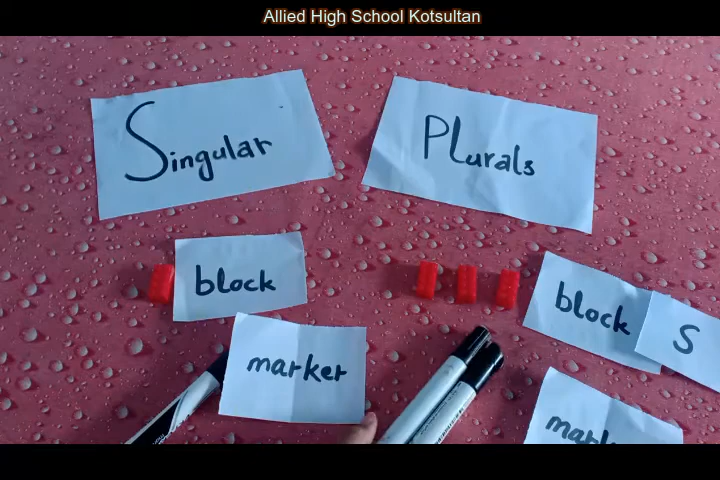 Allied High School Kotsultan
Singular
Plurals
block
block s
marker